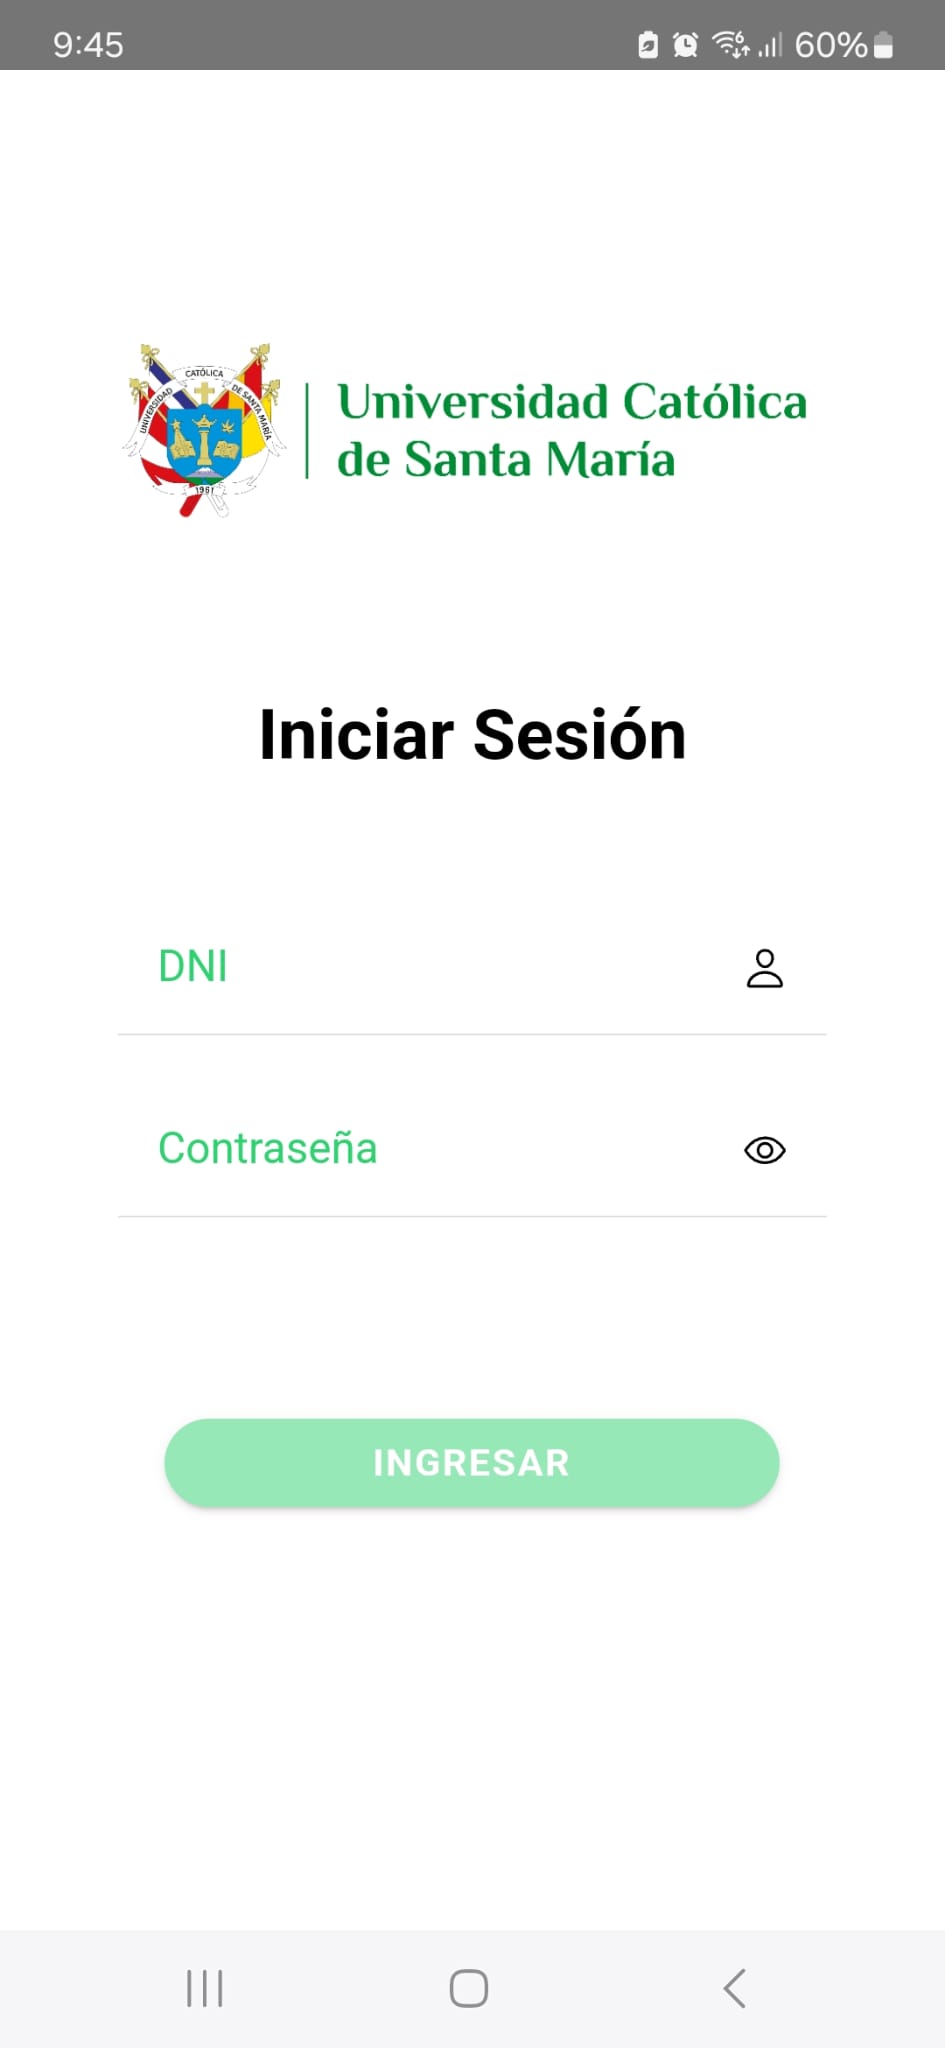 9:45
6
60%
UNIVERSIDAD CATÓLICA DE SANTA MARÍA
1961
Universidad Católica
de Santa María
Iniciar Sesión
DNI
Contraseña
INGRESAR